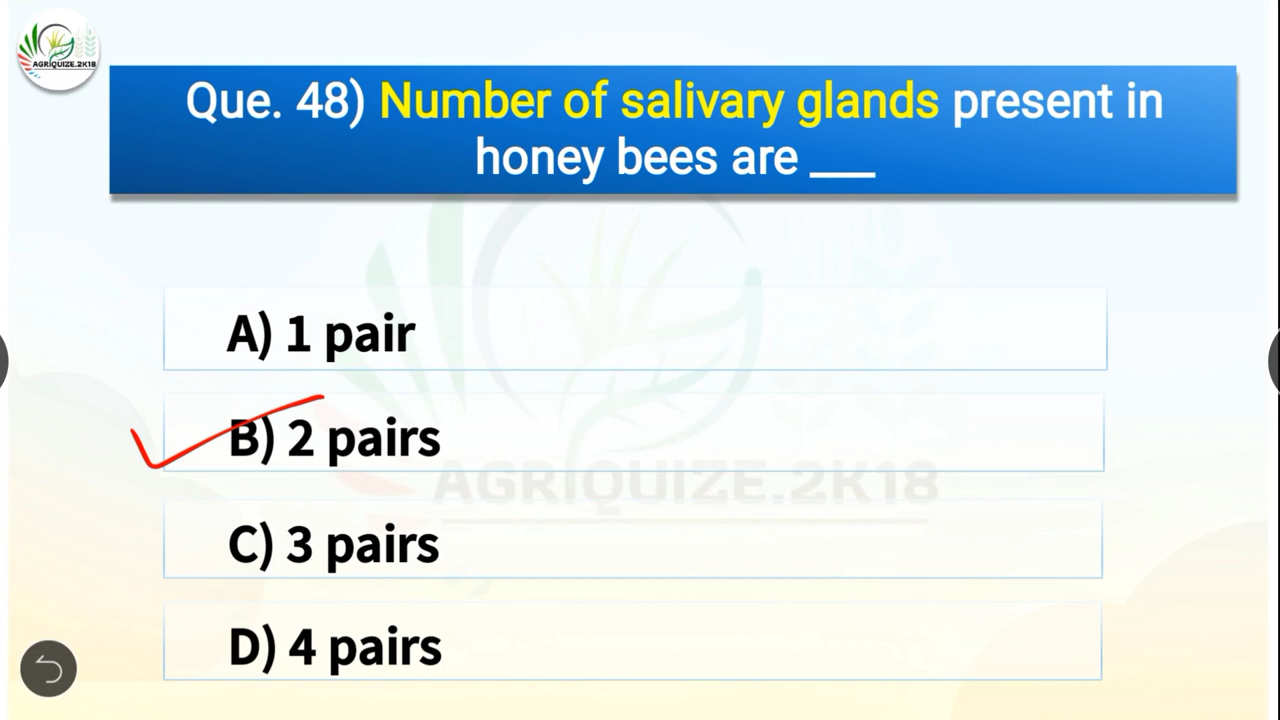 AGRIQUIZE.2K18
Que. 48) Number of salivary glands present in
honey bees are ___
A) 1 pair
B) 2 pairs
AGRIQUIZE.2K18
C) 3 pairs
D) 4 pairs